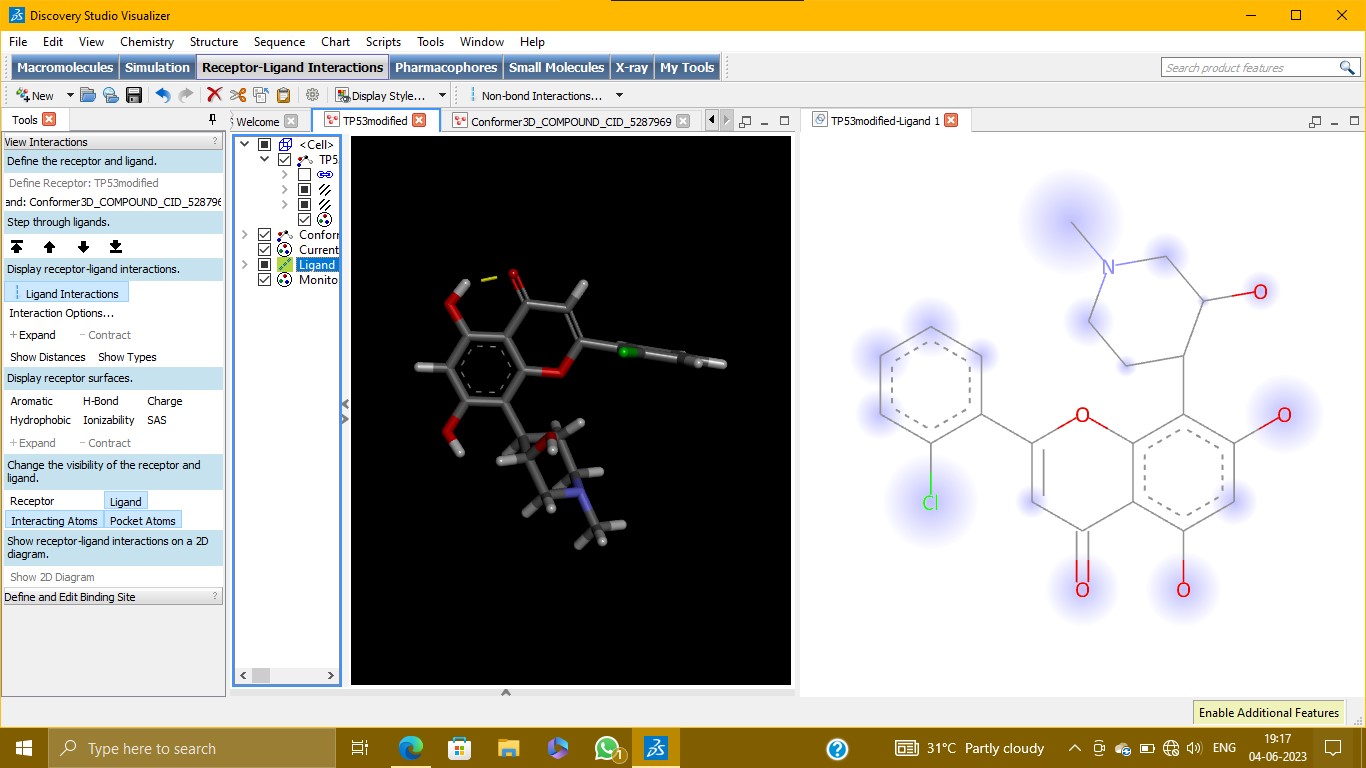 Discovery Studio Visualizer
File Edit View Chemistry Structure Sequence Chart Scripts Tools Window Help
Macromolecules Simulation Receptor-Ligand Interactions Pharmacophores Small Molecules X-ray My Tools
Search product features
New Display Style... Non-bond Interactions...
Tools
Welcome TP53modified Conformer3D_COMPOUND_CID_5287969
TP53modified-Ligand 1
View Interactions ?
Define the receptor and ligand.
Define Receptor: TP53modified
and: Conformer3D_COMPOUND_CID_528796
Step through ligands.
Display receptor-ligand interactions.
Ligand Interactions
Interaction Options...
+ Expand − Contract
Show Distances Show Types
Display receptor surfaces.
Aromatic H-Bond Charge
Hydrophobic Ionizability SAS
+ Expand − Contract
Change the visibility of the receptor and
ligand.
Receptor Ligand
Interacting Atoms Pocket Atoms
Show receptor-ligand interactions on a 2D
diagram.
Show 2D Diagram
Define and Edit Binding Site ?
<Cell>
TP5
Confor
Current
Ligand
Monito
N
O
O
O
Cl
O
O
Enable Additional Features
Type here to search
1
31°C Partly cloudy
ENG
19:17
04-06-2023